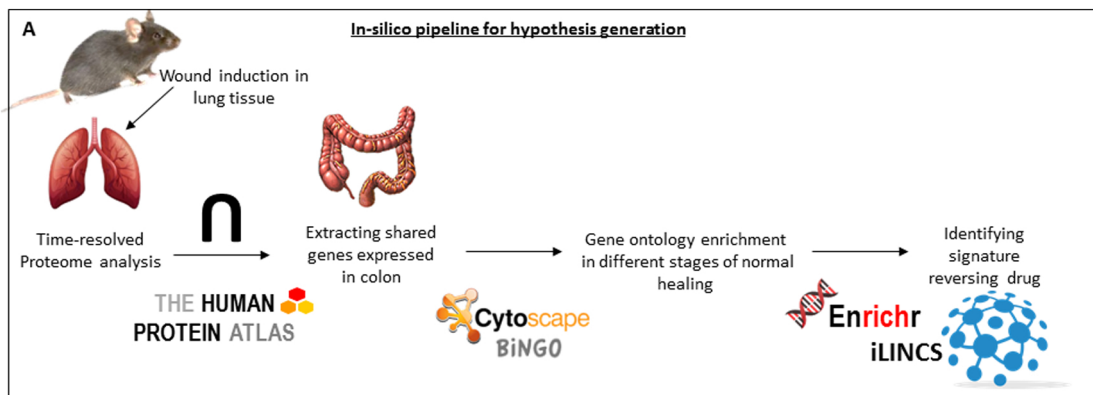 A
In-silico pipeline for hypothesis generation
Wound induction in
lung tissue
Time-resolved
Proteome analysis
∩
THE HUMAN
PROTEIN ATLAS
Extracting shared
genes expressed
in colon
Cytoscape
BiNGO
Gene ontology enrichment
in different stages of normal
healing
Enrichr
iLINCS
Identifying
signature
reversing drug